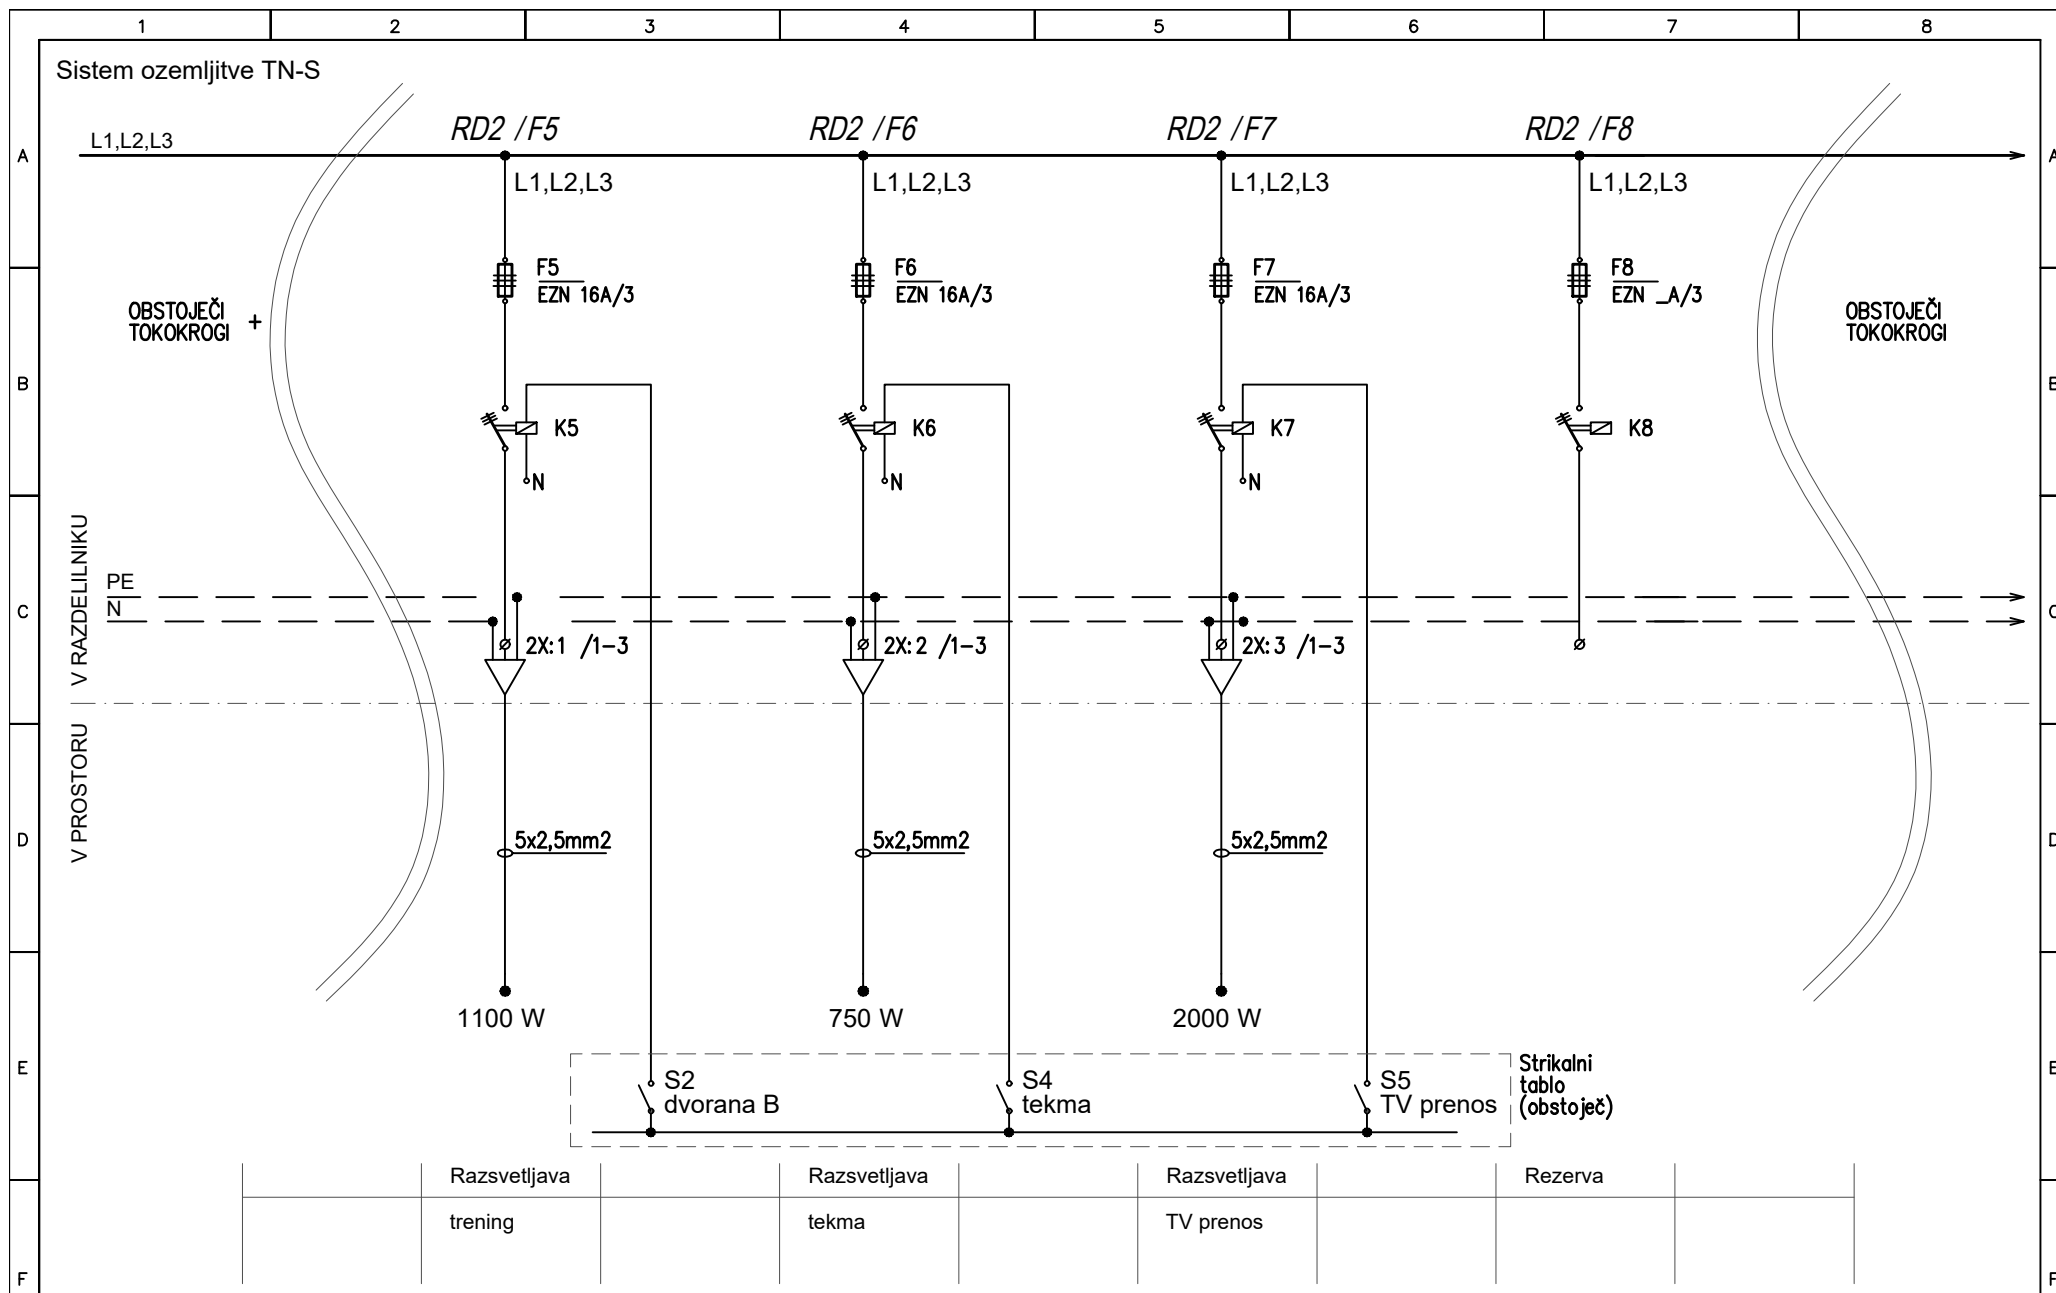 1 2 3 4 5 6 7 8
Sistem ozemljitve TN-S
RD2 /F5 RD2 /F6 RD2 /F7 RD2 /F8
L1,L2,L3
A A
L1,L2,L3 L1,L2,L3 L1,L2,L3 L1,L2,L3
F5 F6 F7 F8
EZN 16A/3 EZN 16A/3 EZN 16A/3 EZN _A/3
OBSTOJEČI OBSTOJEČI
TOKOKROGI + TOKOKROGI
B B
K5 K6 K7 K8
N N N
V RAZDELILNIKU
PE
N
C C
2X:1 /1-3 2X:2 /1-3 2X:3 /1-3
V PROSTORU
D D
5x2,5mm2 5x2,5mm2 5x2,5mm2
1100 W 750 W 2000 W
E E
S2 S4 S5
dvorana B tekma TV prenos
Strikalni
tablo
(obstoječ)
Razsvetljava Razsvetljava Razsvetljava Rezerva
trening tekma TV prenos
F F